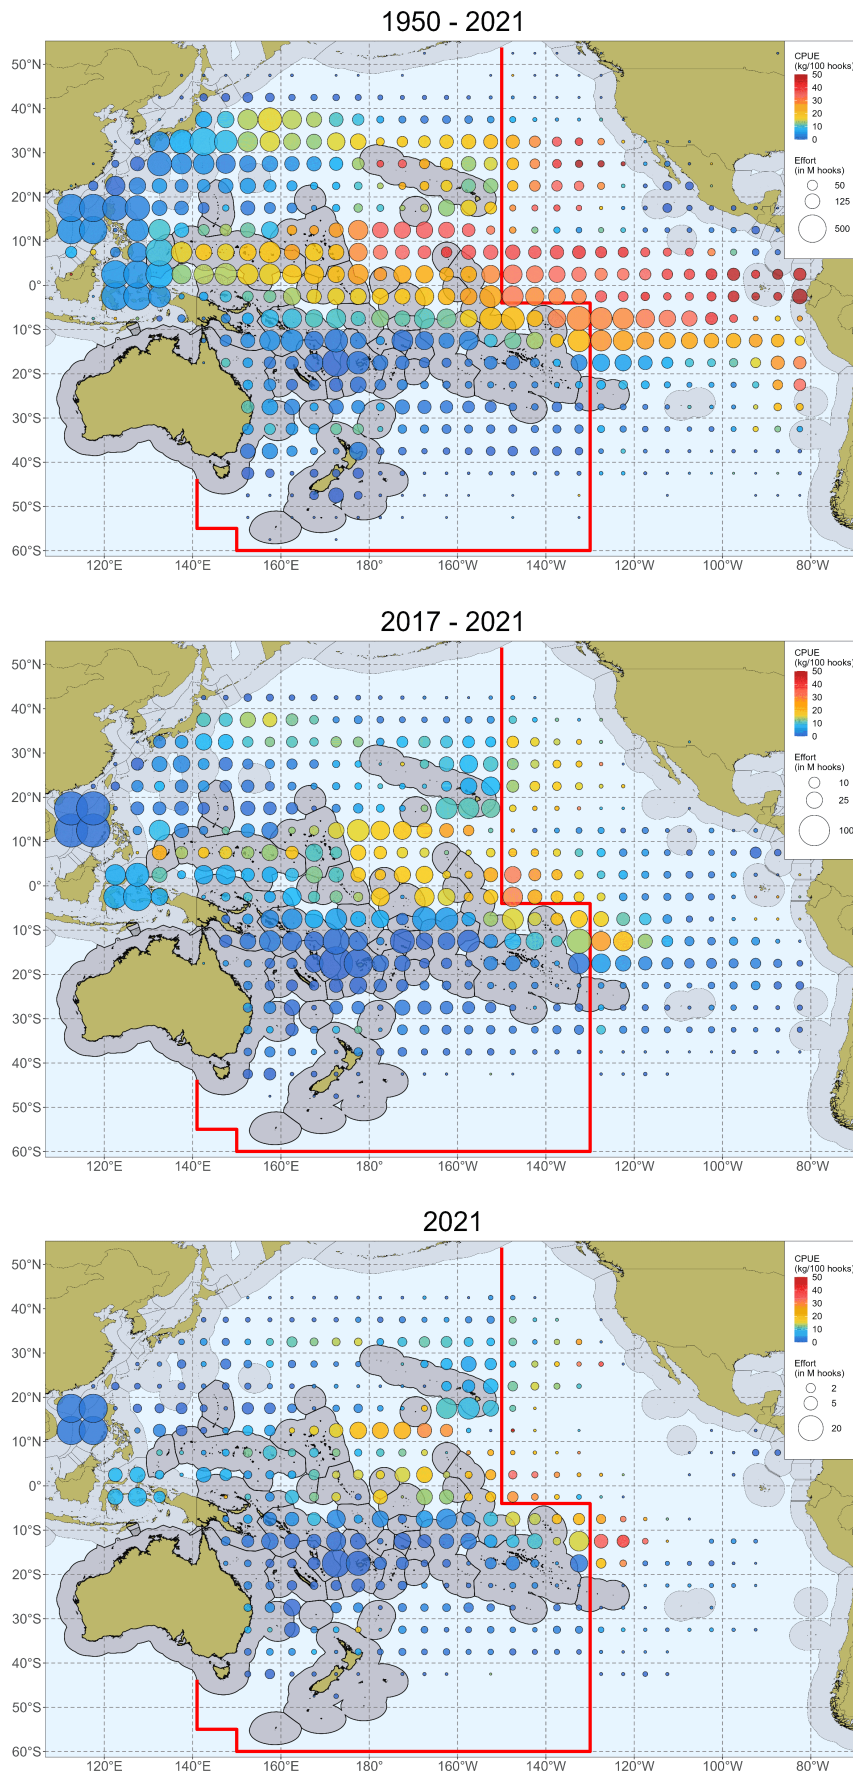 1950 - 2021
50°N
40°N
30°N
20°N
10°N
0°
10°S
20°S
30°S
40°S
50°S
60°S
120°E
140°E
160°E
180°
160°W
140°W
120°W
100°W
80°W
CPUE
(kg/100 hooks)
50
40
30
20
10
0
Effort
(in M hooks)
50
125
500
2017 - 2021
50°N
40°N
30°N
20°N
10°N
0°
10°S
20°S
30°S
40°S
50°S
60°S
120°E
140°E
160°E
180°
160°W
140°W
120°W
100°W
80°W
CPUE
(kg/100 hooks)
50
40
30
20
10
0
Effort
(in M hooks)
10
25
100
2021
50°N
40°N
30°N
20°N
10°N
0°
10°S
20°S
30°S
40°S
50°S
60°S
120°E
140°E
160°E
180°
160°W
140°W
120°W
100°W
80°W
CPUE
(kg/100 hooks)
50
40
30
20
10
0
Effort
(in M hooks)
2
5
20